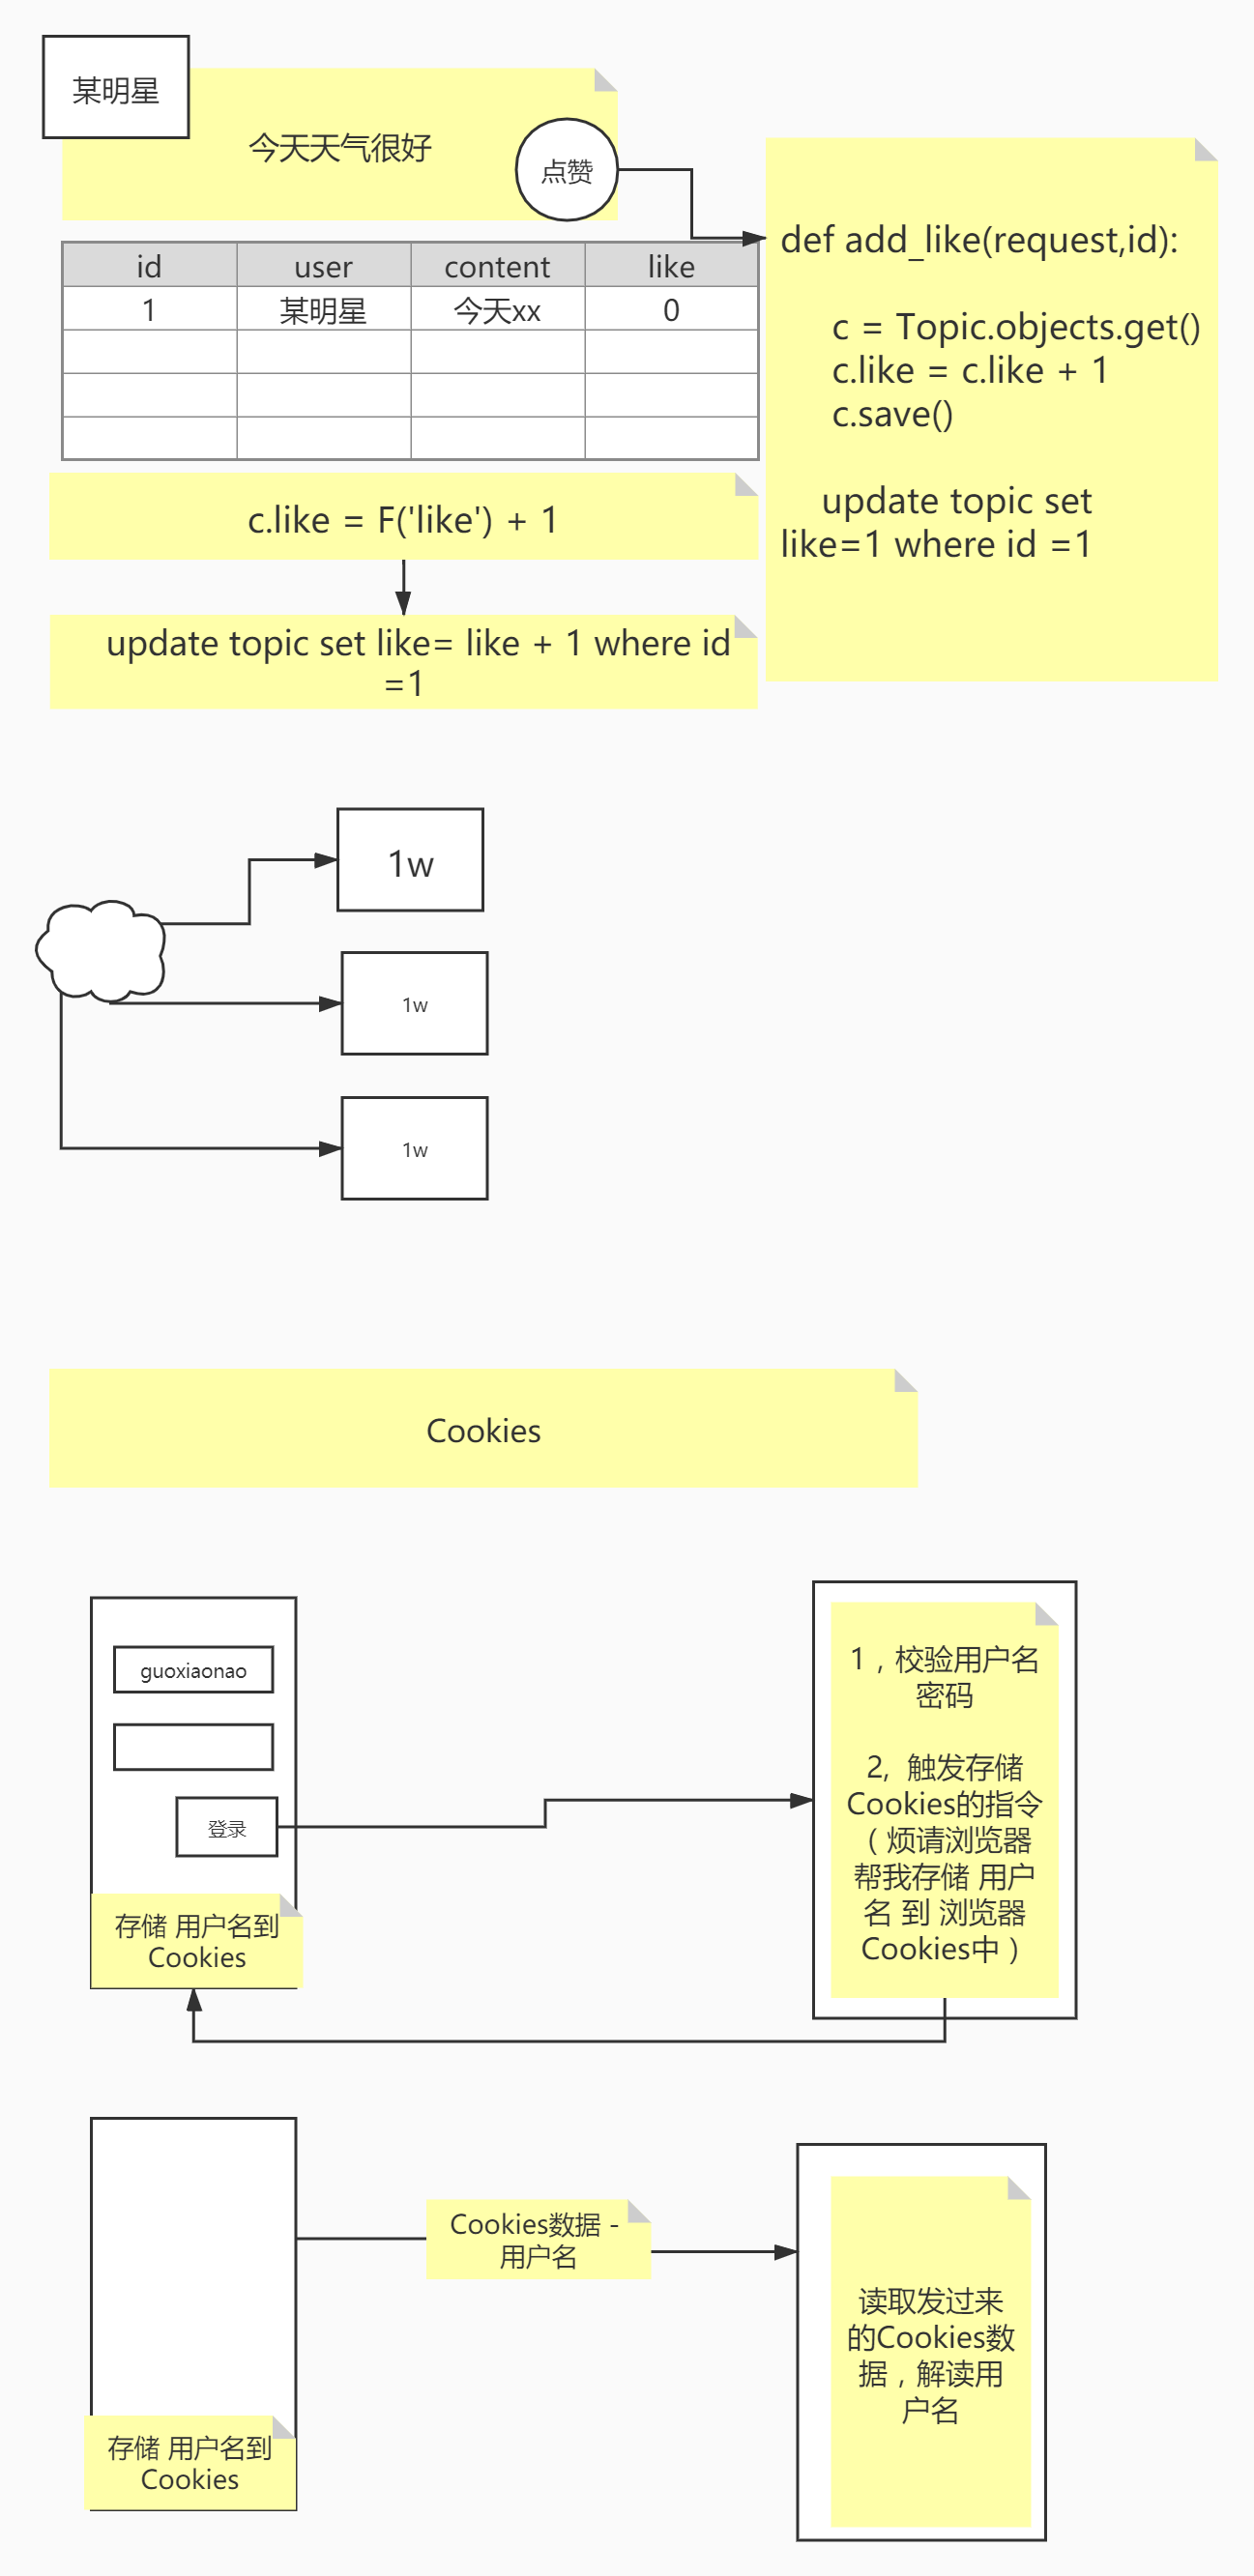 某明星
今天天气很好
点赞
id user content like
1 某明星 今天xx 0
def add_like(request,id):
c = Topic.objects.get()
c.like = c.like + 1
c.save()
update topic set
like=1 where id =1
c.like = F('like') + 1
update topic set like= like + 1 where id
=1
1w
1w
1w
Cookies
guoxiaonao
登录
存储 用户名到
Cookies
1，校验用户名
密码
2,  触发存储
Cookies的指令
（烦请浏览器
帮我存储 用户
名 到 浏览器
Cookies中）
Cookies数据 -
用户名
存储 用户名到
Cookies
读取发过来
的Cookies数
据，解读用
户名